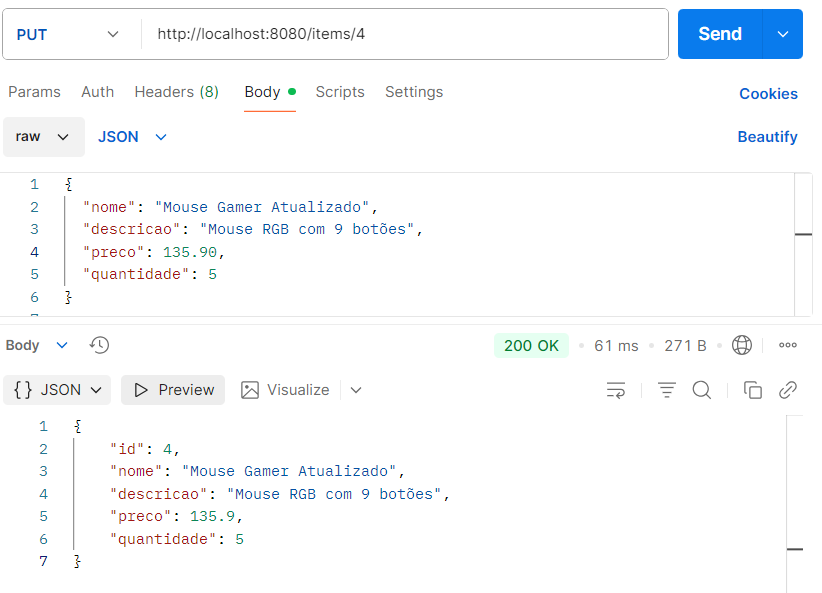 PUT http://localhost:8080/items/4 Send
Params Auth Headers (8) Body Scripts Settings Cookies
raw JSON Beautify
1 {
2 "nome": "Mouse Gamer Atualizado",
3 "descricao": "Mouse RGB com 9 botões",
4 "preco": 135.90,
5 "quantidade": 5
6 }
Body 200 OK 61 ms 271 B
{} JSON Preview Visualize
1 {
2 "id": 4,
3 "nome": "Mouse Gamer Atualizado",
4 "descricao": "Mouse RGB com 9 botões",
5 "preco": 135.9,
6 "quantidade": 5
7 }